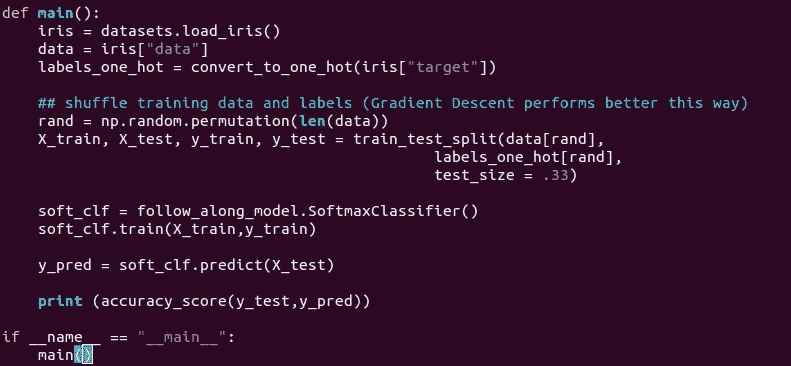 def main():
    iris = datasets.load_iris()
    data = iris["data"]
    labels_one_hot = convert_to_one_hot(iris["target"])

    ## shuffle training data and labels (Gradient Descent performs better this way)
    rand = np.random.permutation(len(data))
    X_train, X_test, y_train, y_test = train_test_split(data[rand],
                                                labels_one_hot[rand],
                                                test_size = .33)

    soft_clf = follow_along_model.SoftmaxClassifier()
    soft_clf.train(X_train,y_train)

    y_pred = soft_clf.predict(X_test)

    print (accuracy_score(y_test,y_pred))

if __name__ == "__main__":
    main()